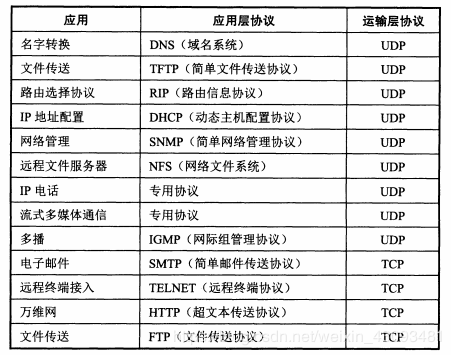 应用 应用层协议 运输层协议
名字转换 DNS（域名系统） UDP
文件传送 TFTP（简单文件传送协议） UDP
路由选择协议 RIP（路由信息协议） UDP
IP 地址配置 DHCP（动态主机配置协议） UDP
网络管理 SNMP（简单网络管理协议） UDP
远程文件服务器 NFS（网络文件系统） UDP
IP 电话 专用协议 UDP
流式多媒体通信 专用协议 UDP
多播 IGMP（网际组管理协议） UDP
电子邮件 SMTP（简单邮件传送协议） TCP
远程终端接入 TELNET（远程终端协议） TCP
万维网 HTTP（超文本传送协议） TCP
文件传送 FTP（文件传送协议） TCP